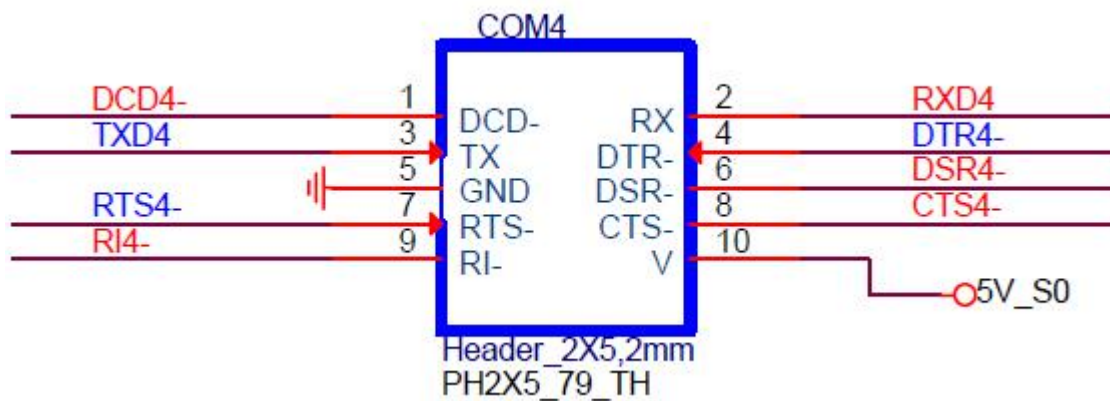 COM4
DCD4- 1 DCD- RX 2 RXD4
TXD4 3 TX DTR- 4 DTR4-
5 GND DSR- 6 DSR4-
RTS4- 7 RTS- CTS- 8 CTS4-
RI4- 9 RI- V 10
5V_S0
Header_2X5,2mm
PH2X5_79_TH